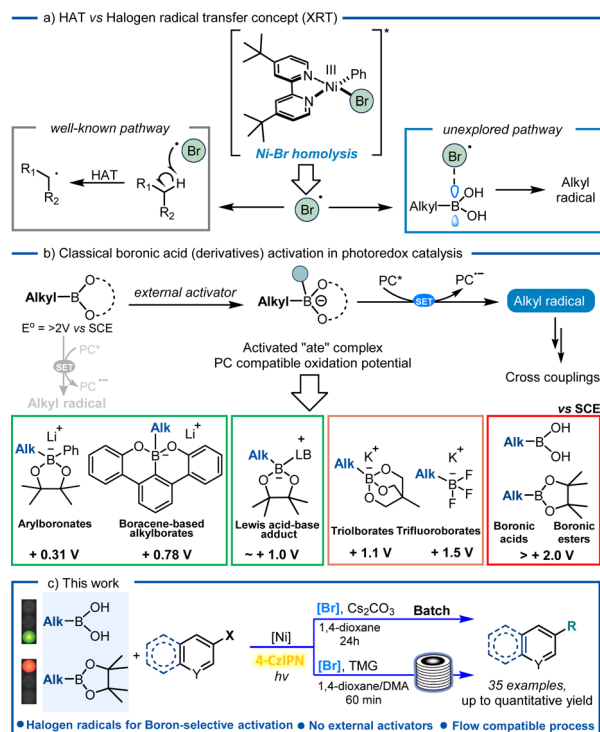 a) HAT vs Halogen radical transfer concept (XRT)
*
III
N
Ph
Ni
N
Br
Ni-Br homolysis
well-known pathway
Br
R1
R2
HAT
R1
H
R2
Br
unexplored pathway
Br
OH
Alkyl B
OH
Alkyl
radical
b) Classical boronic acid (derivatives) activation in photoredox catalysis
O
Alkyl B
O
E° = >2V vs SCE
external activator
O
Alkyl B ⊖
O
PC*
PC•−
SET
Alkyl radical
PC*
SET
PC•−
Alkyl radical
Activated "ate" complex
PC compatible oxidation potential
Cross couplings
vs SCE
Li+
Alk Ph
B−
O O
Arylboronates
+ 0.31 V
Alk Li+
O B− O
Boracene-based
alkylborates
+ 0.78 V
+
Alk LB
B−
O O
Lewis acid-base
adduct
~ + 1.0 V
K+
Alk
B− O
O O
Triolborates
+ 1.1 V
K+
Alk
B− F
F F
Trifluoroborates
+ 1.5 V
OH
Alk B
OH
O
Alk B
O
Boronic
acids
Boronic
esters
> + 2.0 V
c) This work
OH
Alk B
OH
O
Alk B
O
+
X
Y
[Ni]
4-CzIPN
hv
[Br], Cs2CO3
1,4-dioxane
24h
Batch
[Br], TMG
1,4-dioxane/DMA
60 min
R
Y
35 examples,
up to quantitative yield
● Halogen radicals for Boron-selective activation ● No external activators ● Flow compatible process